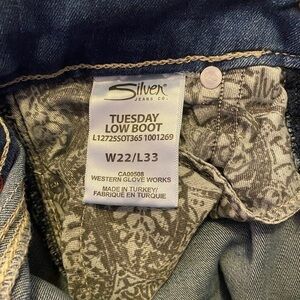 Silver
JEANS CO.
TUESDAY
LOW BOOT
L12725SOT365 1001269
W22/L33
CA00508
WESTERN GLOVE WORKS
MADE IN TURKEY/
FABRIQUÉ EN TURQUIE